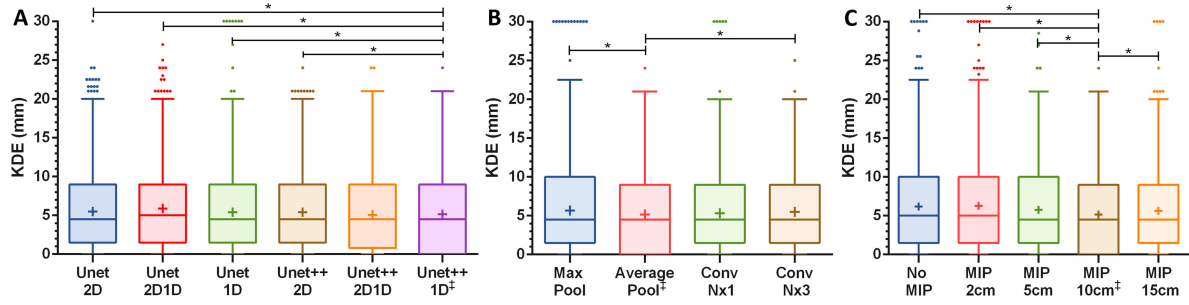 A
KDE (mm)
30
25
20
15
10
5
0
*
*
*
*
Unet 2D
Unet 2D1D
Unet 1D
Unet++ 2D
Unet++ 2D1D
Unet++ 1D‡
B
KDE (mm)
30
25
20
15
10
5
0
*
*
Max Pool
Average Pool‡
Conv Nx1
Conv Nx3
C
KDE (mm)
30
25
20
15
10
5
0
*
*
*
*
No MIP
MIP 2cm
MIP 5cm
MIP 10cm‡
MIP 15cm